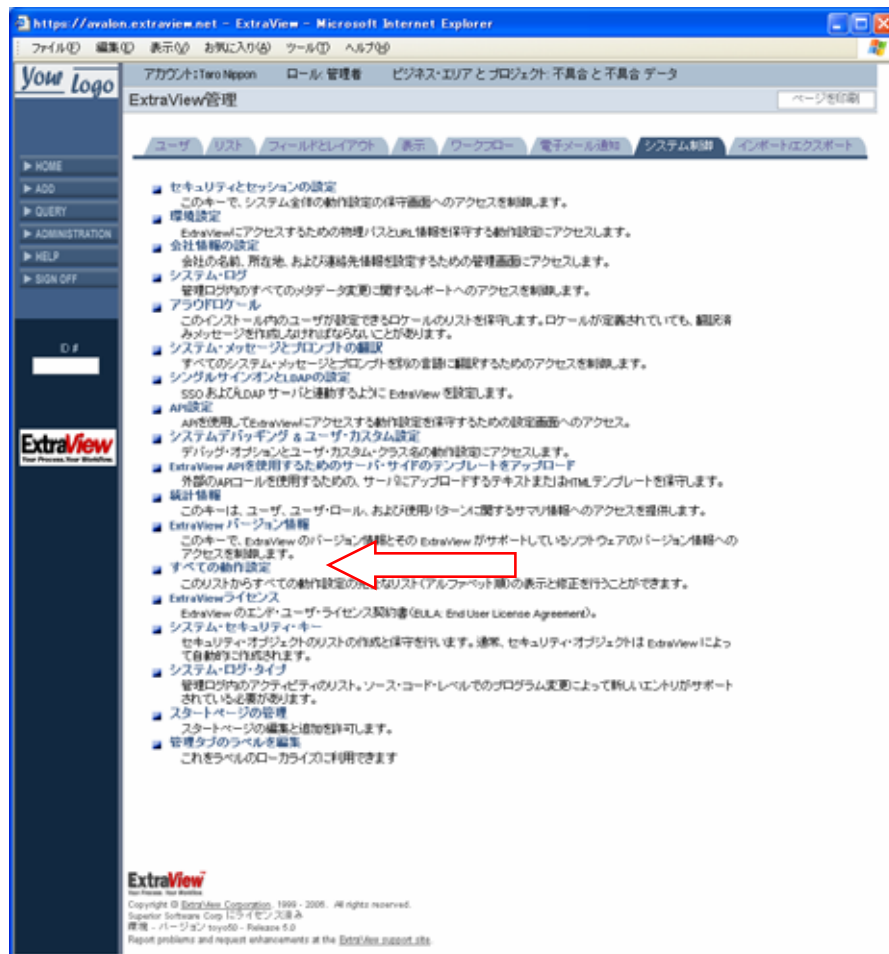 https://avalon.extraview.net - ExtraView - Microsoft Internet Explorer
ファイル(F) 編集(E) 表示(V) お気に入り(A) ツール(T) ヘルプ(H)
Your Logo
アカウント:Taro Nippon ロール: 管理者 ビジネス・エリア と プロジェクト: 不具合 と 不具合 データ
ExtraView管理
ページを印刷
ユーザ リスト フィールドとレイアウト 表示 ワークフロー 電子メール通知 システム制御 インポート/エクスポート
HOME
ADD
QUERY
ADMINISTRATION
HELP
SIGN OFF
ID #
ExtraView
Your Process. Your Workflow.
セキュリティとセッションの設定
このキーで、システム全体の動作設定の保守画面へのアクセスを制御します。
環境設定
ExtraViewにアクセスするための物理パスとURL情報を保守する動作設定にアクセスします。
会社情報の設定
会社の名前、所在地、および連絡先情報を設定するための管理画面にアクセスします。
システム・ログ
管理ログ内のすべてのメタデータ変更に関するレポートへのアクセスを制御します。
アラウドロケール
このインストール内のユーザが設定できるロケールのリストを保守します。ロケールが定義されていても、翻訳済
みメッセージを作成しなければならないことがあります。
システム・メッセージとプロンプトの翻訳
すべてのシステム・メッセージとプロンプトを別の言語に翻訳するためのアクセスを制御します。
シングルサインオンとLDAPの設定
SSO およびLDAP サーバと連動するように ExtraView を設定します。
API設定
APIを使用してExtraViewにアクセスする動作設定を保守するための設定画面へのアクセス。
システムデバッギング & ユーザ・カスタム設定
デバッグ・オプションとユーザ・カスタム・クラス名の動作設定にアクセスします。
ExtraView APIを使用するためのサーバ・サイドのテンプレートをアップロード
外部のAPIコールを使用するための、サーバにアップロードするテキストまたはHTML テンプレートを保守します。
統計情報
このキーは、ユーザ、ユーザ・ロール、および使用パターンに関するサマリ情報へのアクセスを提供します。
ExtraView バージョン情報
このキーで、ExtraView のバージョン情報とその ExtraView がサポートしているソフトウェアのバージョン情報への
アクセスを制御します。
すべての動作設定
このリストからすべての動作設定の なリスト(アルファベット順)の表示と修正を行うことができます。
ExtraViewライセンス
ExtraView のエンド・ユーザ・ライセンス契約書(EULA: End User License Agreement)。
システム・セキュリティ・キー
セキュリティ・オブジェクトのリストの作成と保守を行います。通常、セキュリティ・オブジェクトは ExtraView によっ
て自動的に作成されます。
システム・ログ・タイプ
管理ログ内のアクティビティのリスト。ソース・コード・レベルでのプログラム変更によって新しいエントリがサポート
されている必要があります。
スタートページの管理
スタートページの編集と追加を許可します。
管理タブのラベルを編集
これをラベルのローカライズに利用できます
ExtraView
Your Process. Your Workflow.
Copyright © ExtraView Corporation, 1999 - 2006. All rights reserved.
Superior Software Corp にライセンス済み
環境 - バージョン toyo50 - Release 5.0
Report problems and request enhancements at the ExtraView support site.